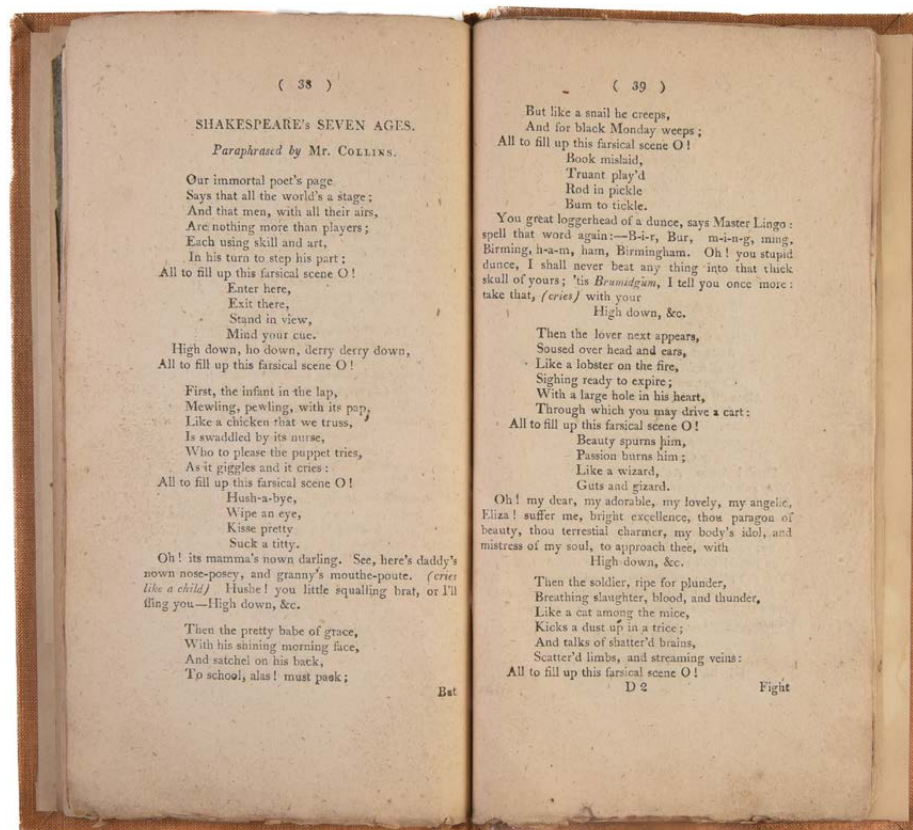 ( 38 )
SHAKESPEARE's SEVEN AGES.
Paraphrased by Mr. COLLINS.
Our immortal poet's page
Says that all the world's a stage;
And that men, with all their airs,
Are nothing more than players;
Each using skill and art,
In his turn to step his part;
All to fill up this farsical scene O!
Enter here,
Exit there,
Stand in view,
Mind your cue.
High down, ho down, derry derry down,
All to fill up this farsical scene O!
First, the infant in the lap,
Mewling, pewling, with its pap,
Like a chicken that we truss,
Is swaddled by its nurse,
Who to please the puppet tries,
As it giggles and it cries:
All to fill up this farsical scene O!
Hush-a-bye,
Wipe an eye,
Kisse pretty
Suck a titty.
Oh! its mamma's nown darling. See, here's daddy's
nown nose-posey, and granny's mouthe-poute. (cries
like a child) Hushe! you little squalling brat, or I'll
fling you—High down, &c.
Then the pretty babe of grace,
With his shining morning face,
And satchel on his back,
To school, alas! must pack;
But
( 39 )
But like a snail he creeps,
And for black Monday weeps;
All to fill up this farsical scene O!
Book mislaid,
Truant play'd
Rod in pickle
Bum to tickle.
You great loggerhead of a dunce, says Master Lingo:
spell that word again:—B-i-r, Bur, m-i-n-g, ming,
Birming, h-a-m, ham, Birmingham. Oh! you stupid
dunce, I shall never beat any thing into that thick
skull of yours; 'tis Brumidgum, I tell you once more:
take that, (cries) with your
High down, &c.
Then the lover next appears,
Soused over head and ears,
Like a lobster on the fire,
Sighing ready to expire;
With a large hole in his heart,
Through which you may drive a cart:
All to fill up this farsical scene O!
Beauty spurns him,
Passion burns him;
Like a wizard,
Guts and gizard.
Oh! my dear, my adorable, my lovely, my angelic,
Eliza! suffer me, bright excellence, thou paragon of
beauty, thou terrestial charmer, my body's idol, and
mistress of my soul, to approach thee, with
High down, &c.
Then the soldier, ripe for plunder,
Breathing slaughter, blood, and thunder,
Like a cat among the mice,
Kicks a dust up in a trice;
And talks of shatter'd brains,
Scatter'd limbs, and streaming veins:
All to fill up this farsical scene O!
D 2 Fight